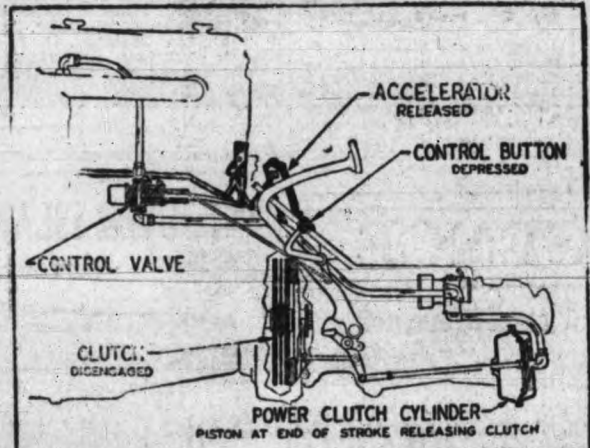 ACCELERATOR
RELEASED
CONTROL BUTTON
DEPRESSED
CONTROL VALVE
CLUTCH
DISENGAGED
POWER CLUTCH CYLINDER
PISTON AT END OF STROKE RELEASING CLUTCH